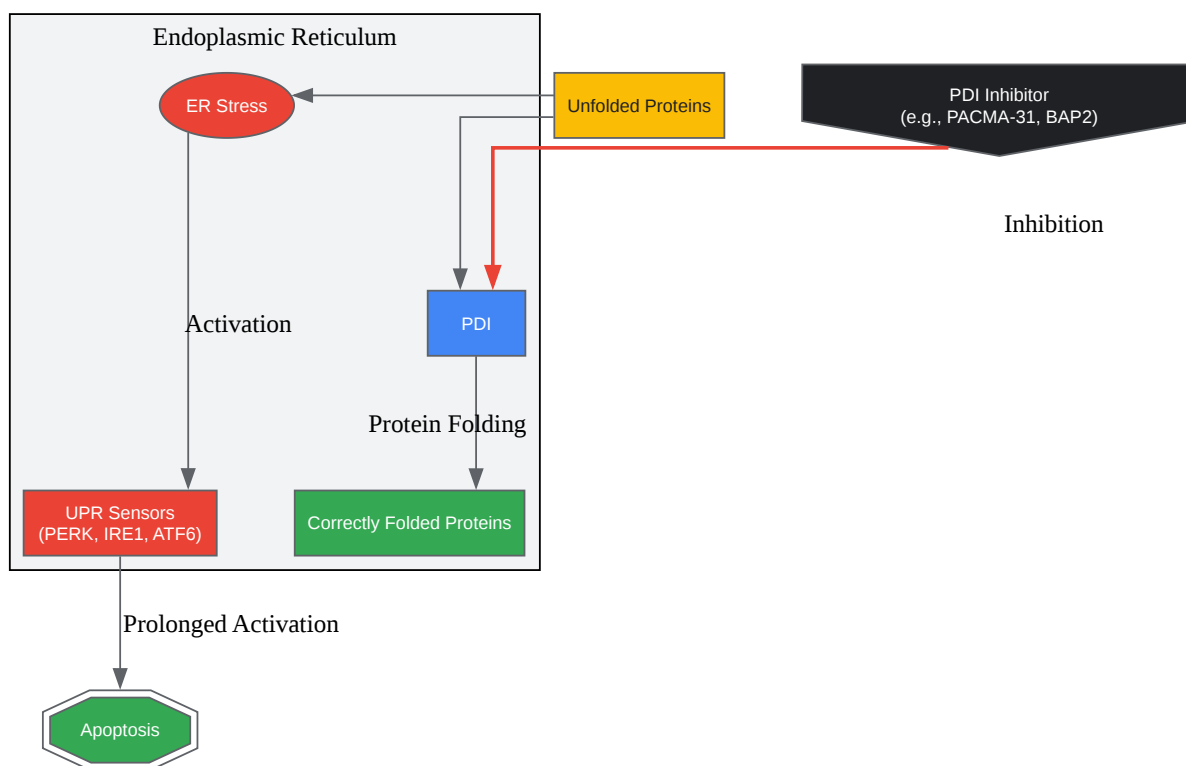 Endoplasmic Reticulum
ER Stress
Unfolded Proteins
PDI Inhibitor
(e.g., PACMA-31, BAP2)
Inhibition
Activation
PDI
Protein Folding
UPR Sensors
(PERK, IRE1, ATF6)
Correctly Folded Proteins
Prolonged Activation
Apoptosis